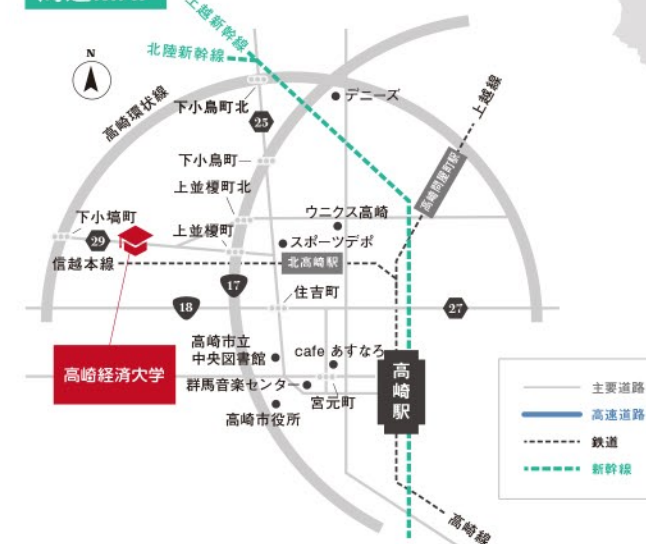 上越新幹線
北陸新幹線
N
高崎環状線
下小鳥町北
25
デニーズ
上越線
下小鳥町
高崎問屋町駅
上並榎町北
下小塙町
29
上並榎町
ウニクス高崎
スポーツデポ
信越本線
北高崎駅
17
18
住吉町
27
高崎市立
中央図書館
cafe あすなろ
高崎経済大学
群馬音楽センター
宮元町
高崎市役所
高崎駅
主要道路
高速道路
鉄道
新幹線
高崎線